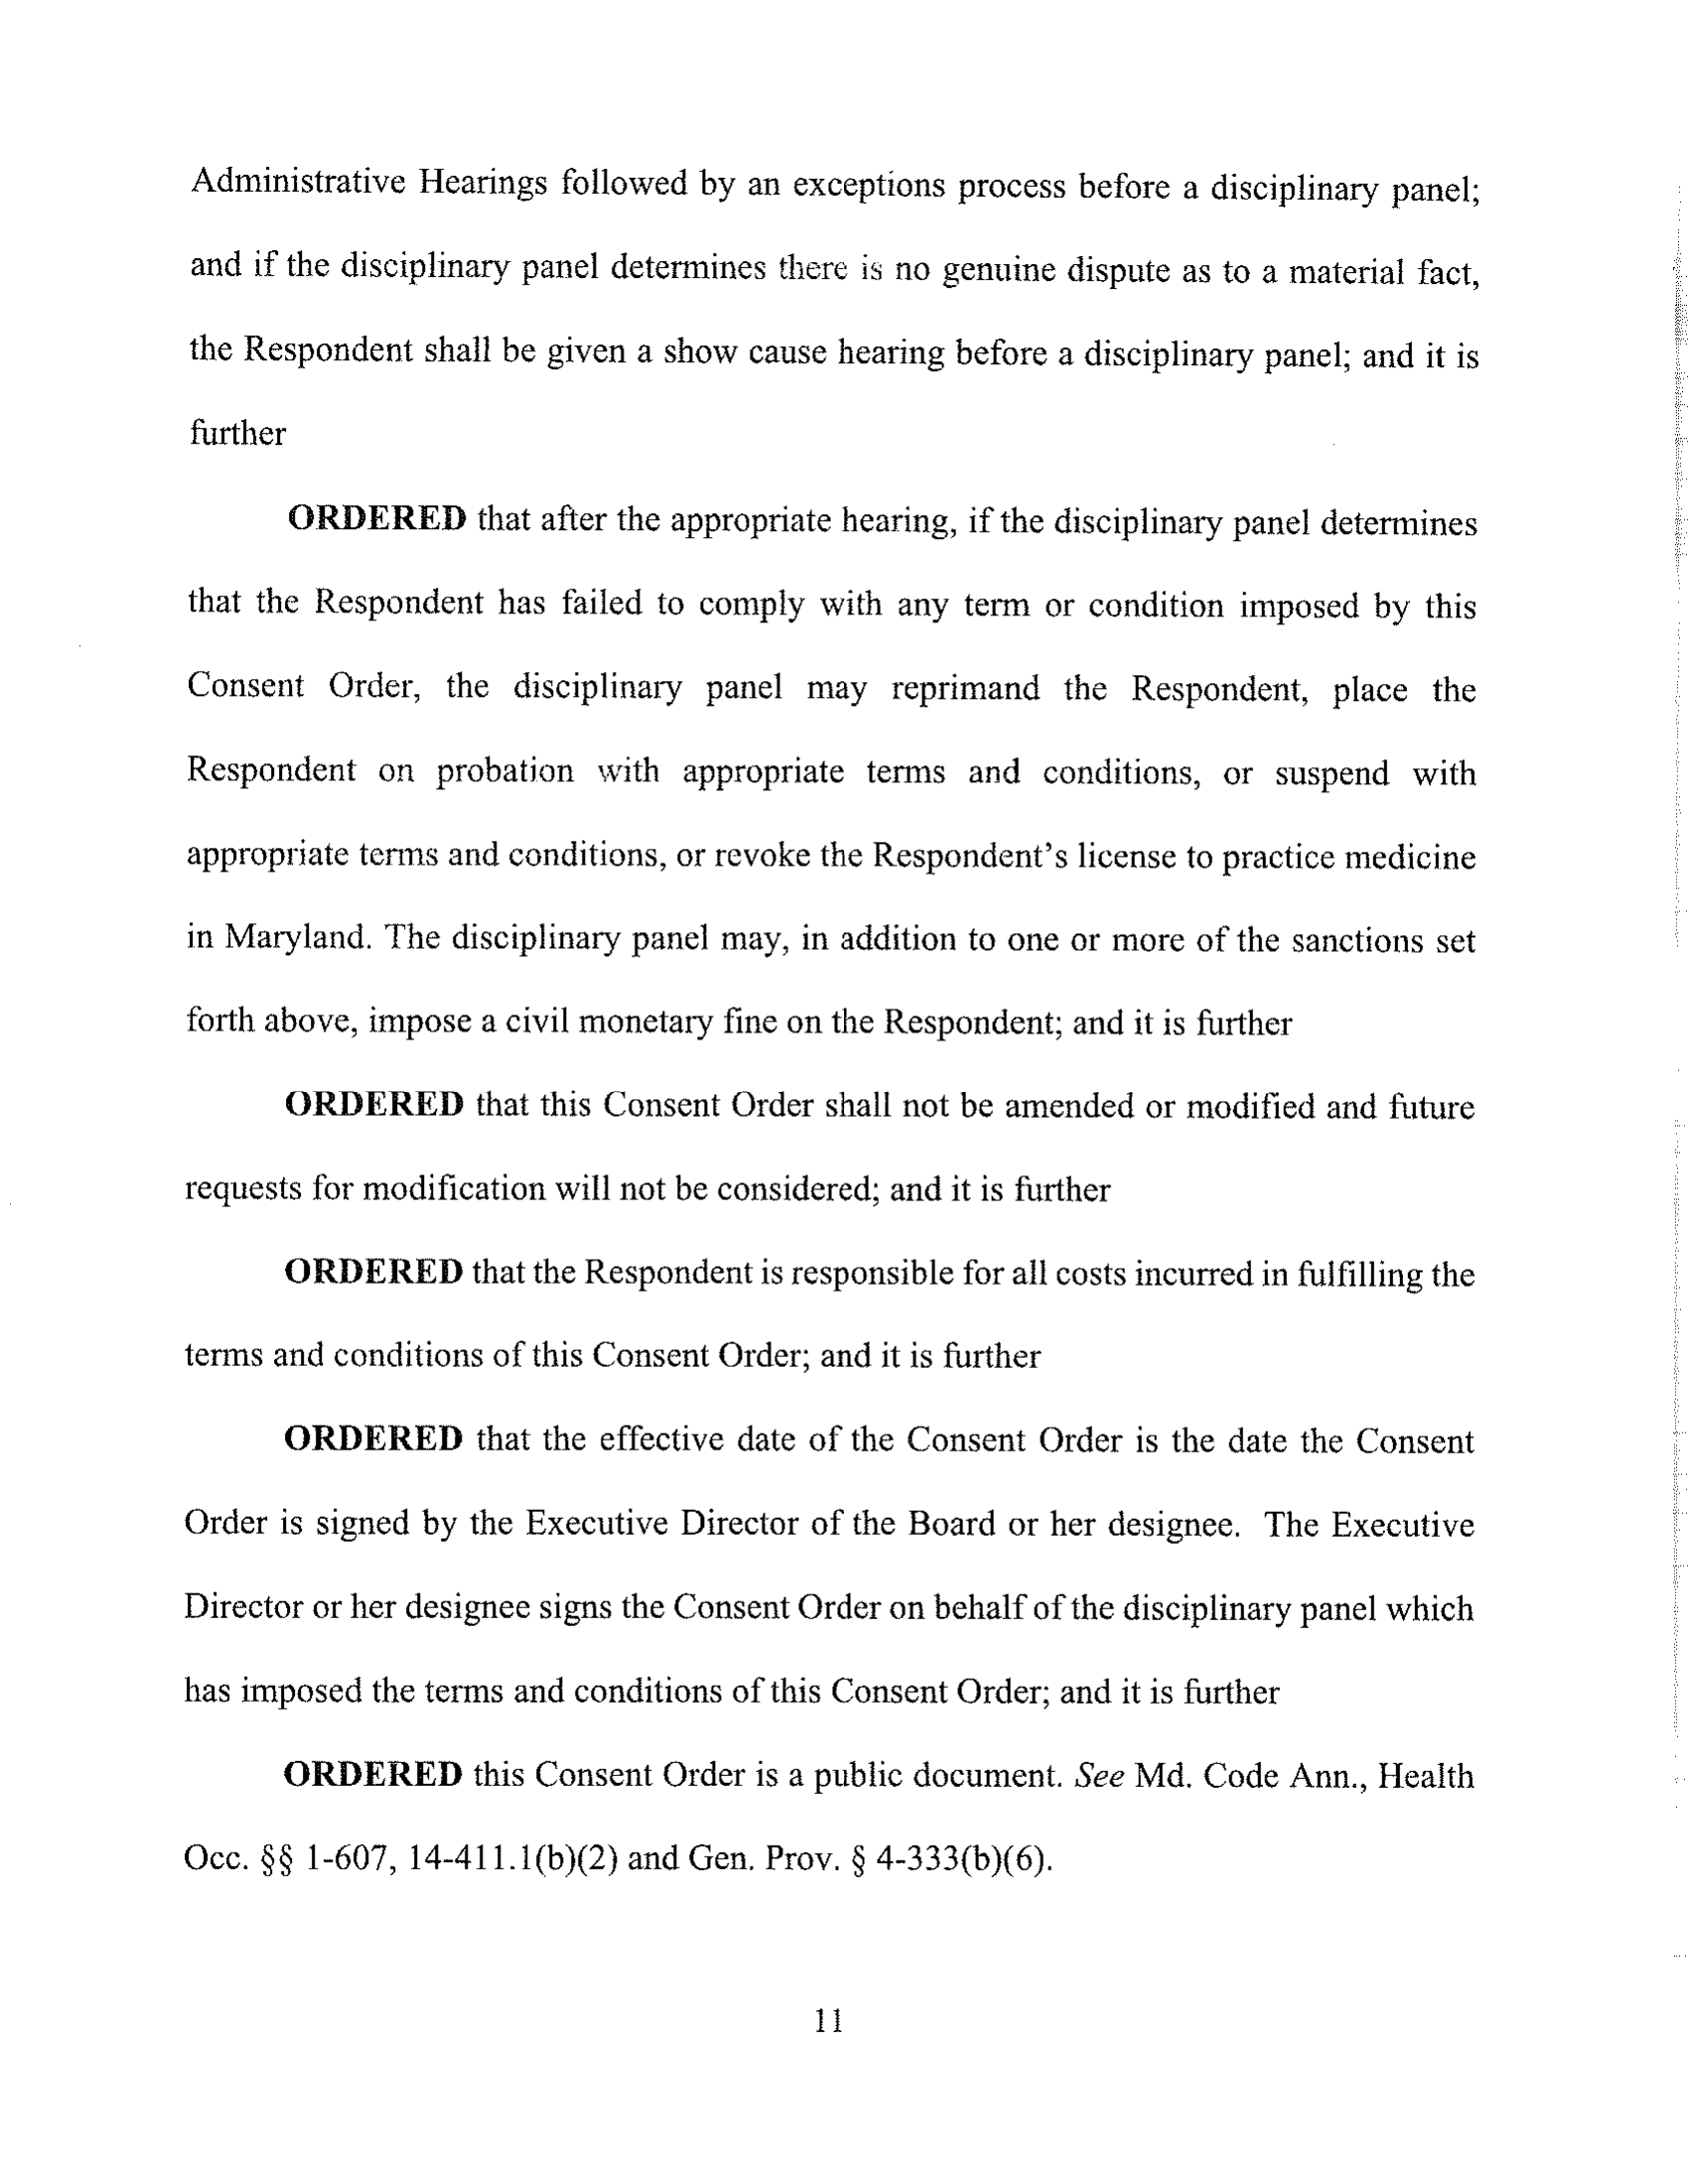 Administrative Hearings followed by an exceptions process before a disciplinary panel;
and if the disciplinary panel determines there is no genuine dispute as to a material fact,
the Respondent shall be given a show cause hearing before a disciplinary panel; and it is
further
ORDERED that after the appropriate hearing, if the disciplinary panel determines
that the Respondent has failed to comply with any term or condition imposed by this
Consent Order, the disciplinary panel may reprimand the Respondent, place the
Respondent on probation with appropriate terms and conditions, or suspend with
appropriate terms and conditions, or revoke the Respondent's license to practice medicine
in Maryland. The disciplinary panel may, in addition to one or more of the sanctions set
forth above, impose a civil monetary fine on the Respondent; and it is further
ORDERED that this Consent Order shall not be amended or modified and future
requests for modification will not be considered; and it is further
ORDERED that the Respondent is responsible for all costs incurred in fulfilling the
terms and conditions of this Consent Order; and it is further
ORDERED that the effective date of the Consent Order is the date the Consent
Order is signed by the Executive Director of the Board or her designee. The Executive
Director or her designee signs the Consent Order on behalf of the disciplinary panel which
has imposed the terms and conditions of this Consent Order; and it is further
ORDERED this Consent Order is a public document. See Md. Code Ann., Health
Occ. §§ 1-607, 14-411.1(b)(2) and Gen. Prov. § 4-333(b)(6).
11